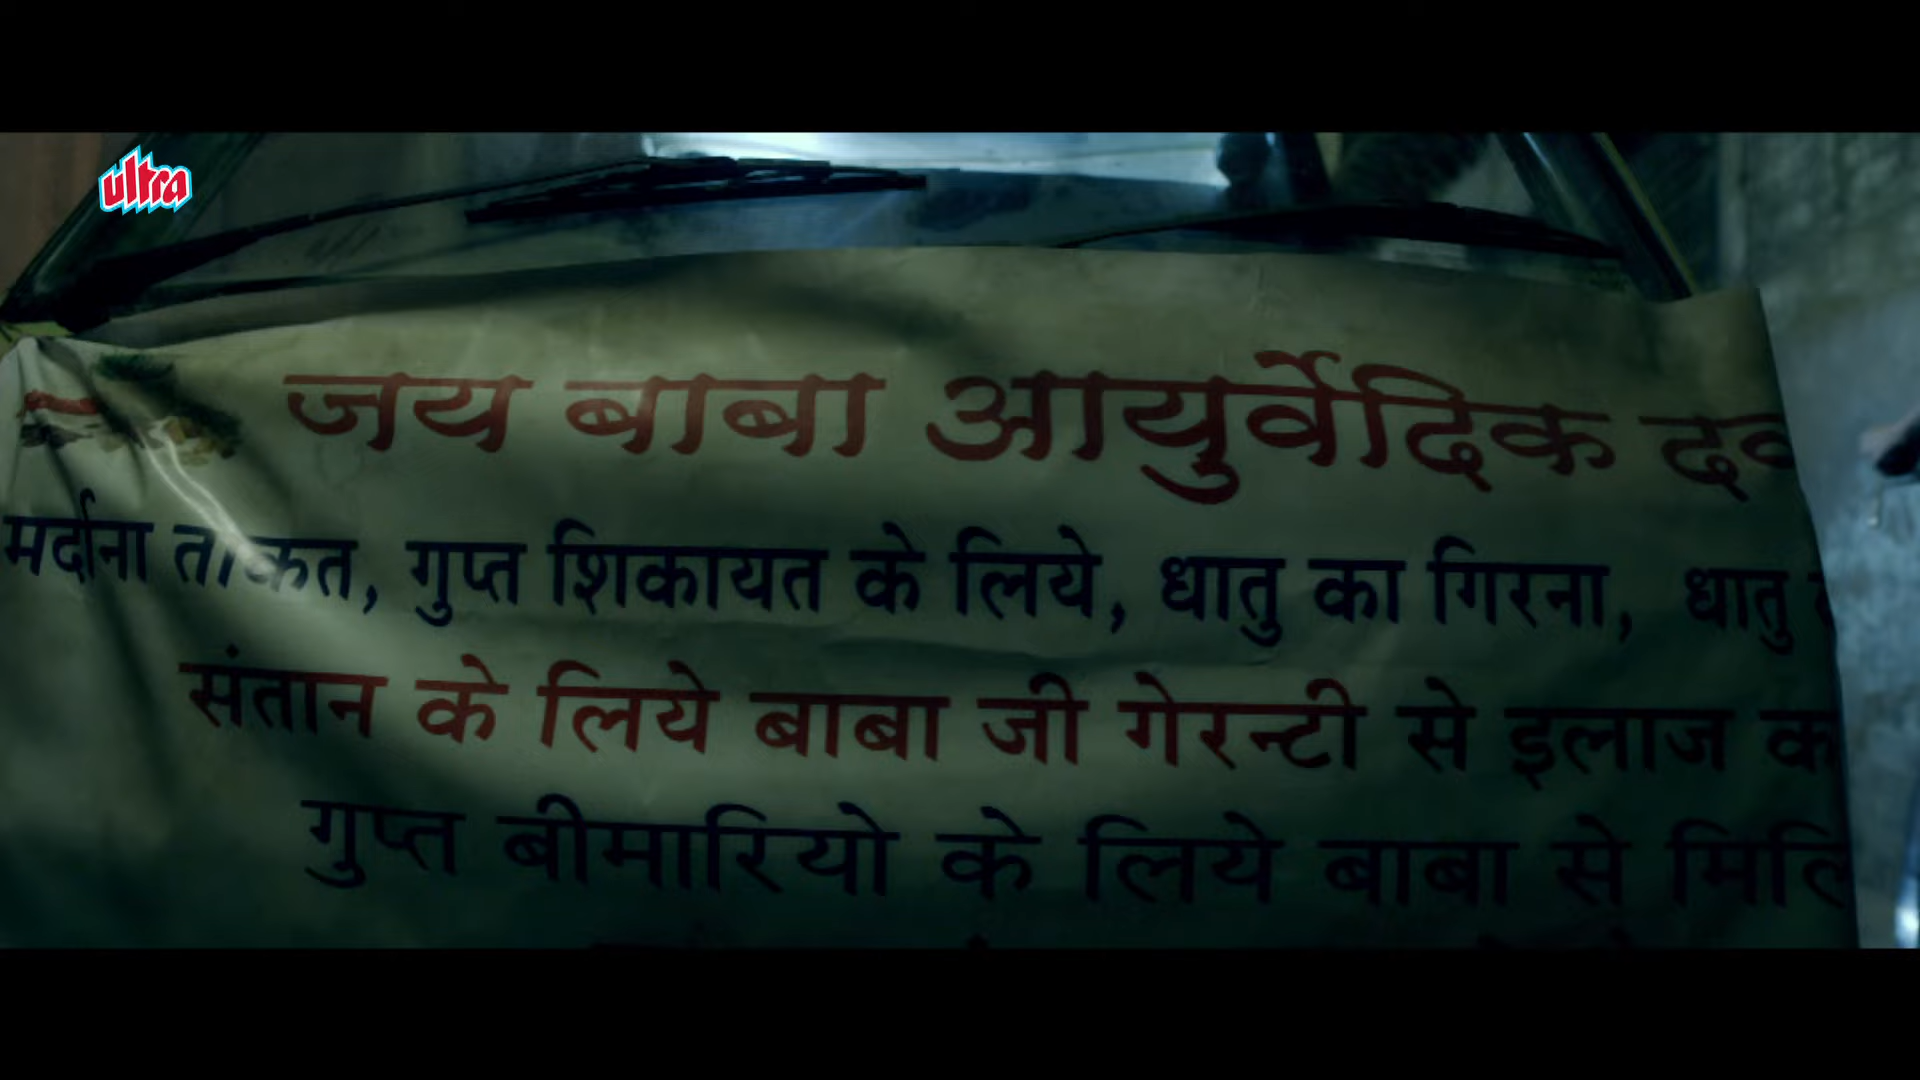 ultra
जय बाबा आयुर्वेदिक
मर्दाना ताकत, गुप्त शिकायत के लिये, धातु का गिरना, धातु
संतान के लिये बाबा जी गेरन्टी से इलाज
गुप्त बीमारियो के लिये बाबा से